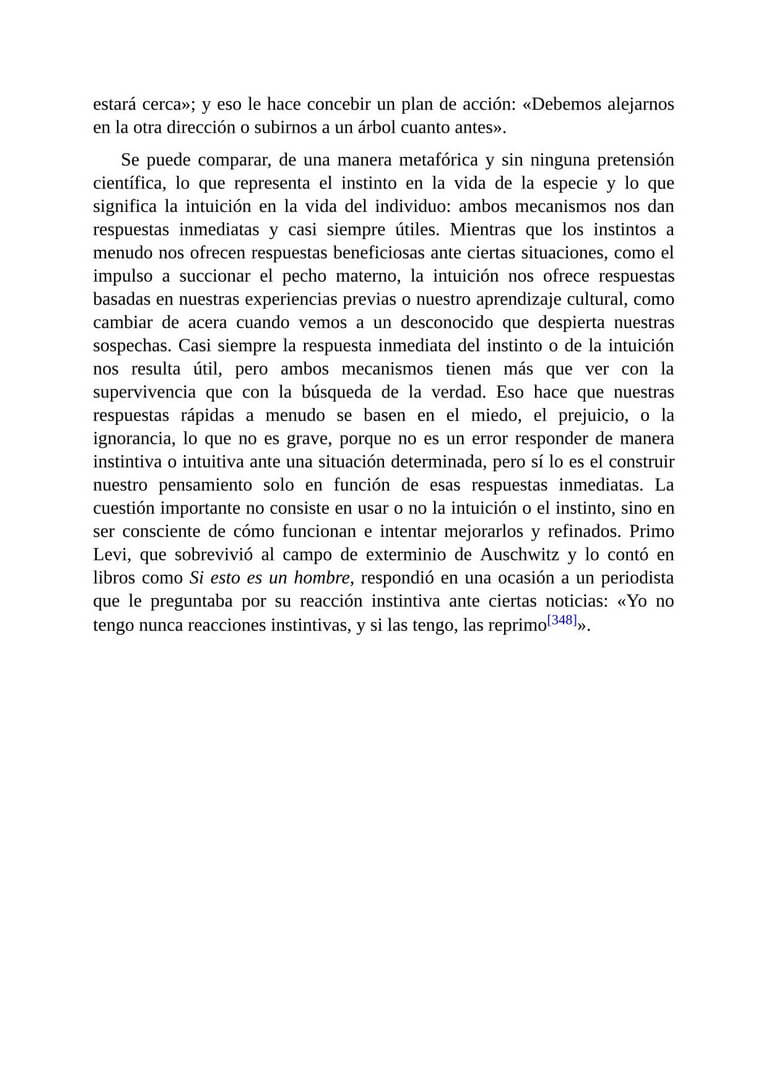 estará cerca»; y eso le hace concebir un plan de acción: «Debemos alejarnos
en la otra dirección o subirnos a un árbol cuanto antes».
Se puede comparar, de una manera metafórica y sin ninguna pretensión
científica, lo que representa el instinto en la vida de la especie y lo que
significa la intuición en la vida del individuo: ambos mecanismos nos dan
respuestas inmediatas y casi siempre útiles. Mientras que los instintos a
menudo nos ofrecen respuestas beneficiosas ante ciertas situaciones, como el
impulso a succionar el pecho materno, la intuición nos ofrece respuestas
basadas en nuestras experiencias previas o nuestro aprendizaje cultural, como
cambiar de acera cuando vemos a un desconocido que despierta nuestras
sospechas. Casi siempre la respuesta inmediata del instinto o de la intuición
nos resulta útil, pero ambos mecanismos tienen más que ver con la
supervivencia que con la búsqueda de la verdad. Eso hace que nuestras
respuestas rápidas a menudo se basen en el miedo, el prejuicio, o la
ignorancia, lo que no es grave, porque no es un error responder de manera
instintiva o intuitiva ante una situación determinada, pero sí lo es el construir
nuestro pensamiento solo en función de esas respuestas inmediatas. La
cuestión importante no consiste en usar o no la intuición o el instinto, sino en
ser consciente de cómo funcionan e intentar mejorarlos y refinados. Primo
Levi, que sobrevivió al campo de exterminio de Auschwitz y lo contó en
libros como Si esto es un hombre, respondió en una ocasión a un periodista
que le preguntaba por su reacción instintiva ante ciertas noticias: «Yo no
tengo nunca reacciones instintivas, y si las tengo, las reprimo[348]».